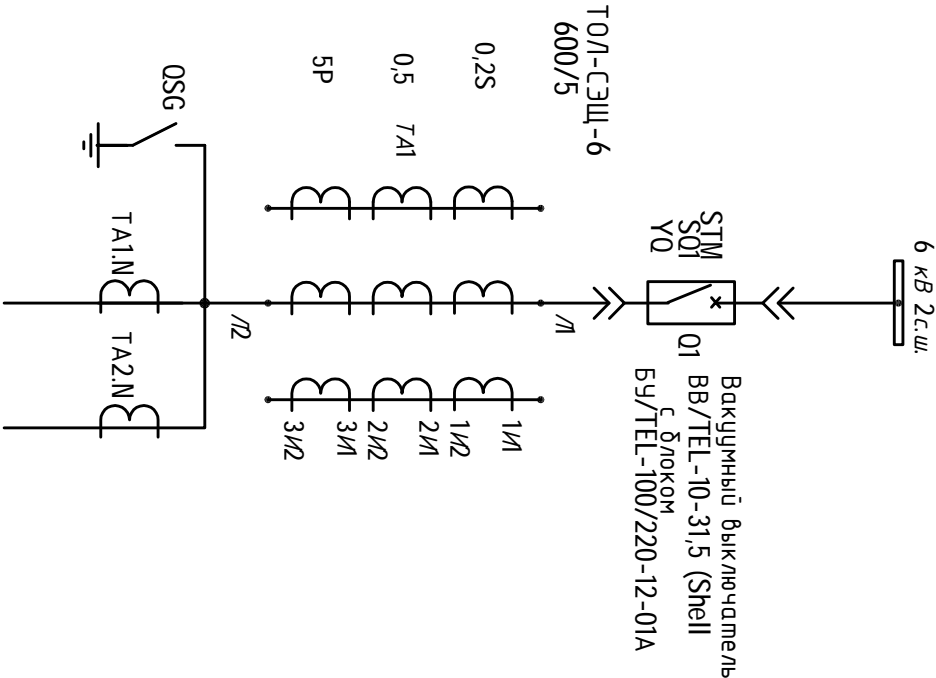 6 кВ 2с.ш.
STM
SQ1
YQ
Q1
Вакуумный выключатель
ВВ/TEL-10-31,5 (Shell
с блоком
БУ/TEL-100/220-12-01А
ТОЛ-СЭЩ-6
600/5
0,2S
0,5
5Р
ТА1
Л1
1И1
1И2
2И1
2И2
3И1
3И2
Л2
QSG
ТА1.N
ТА2.N